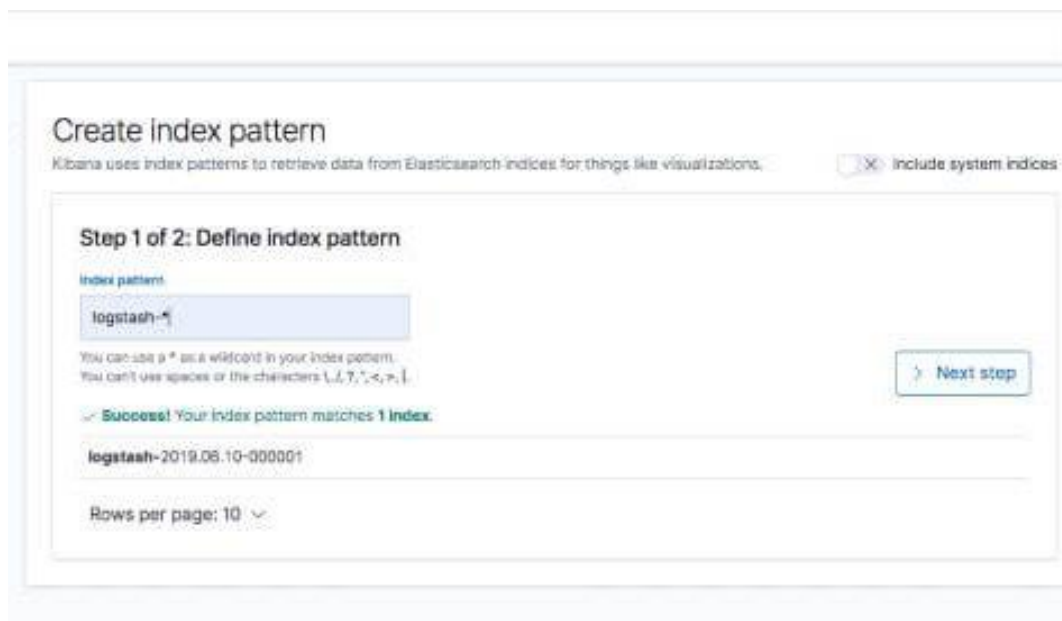 Create index pattern
Kibana uses index patterns to retrieve data from Elasticsearch indices for things like visualizations.
Include system indices
Step 1 of 2: Define index pattern
Index pattern
logstash-*
You can use a * as a wildcard in your index pattern.
You can't use spaces or the characters \, /, ?, ", <, >, |.
Next step
Success! Your index pattern matches 1 index.
logstash-2019.06.10-000001
Rows per page: 10